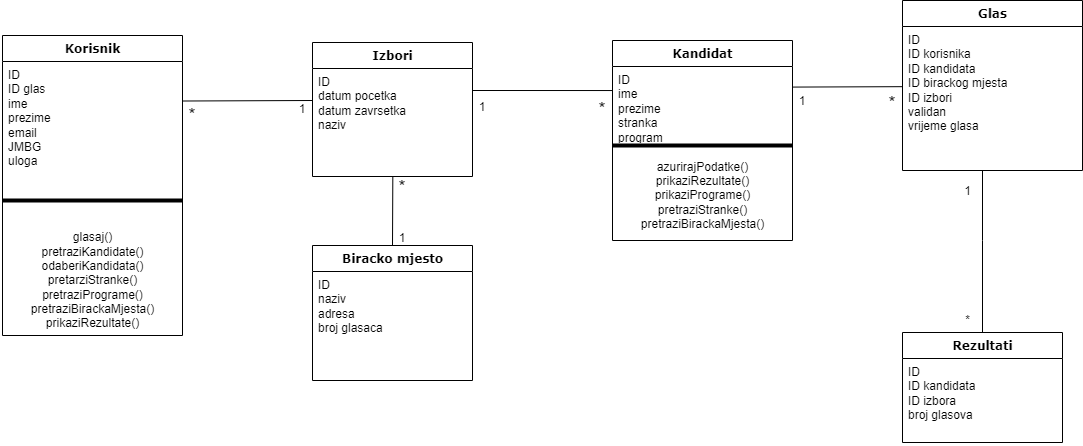 Korisnik
ID
ID glas
ime
prezime
email
JMBG
uloga
glasaj()
pretraziKandidate()
odaberiKandidata()
pretarziStranke()
pretraziPrograme()
pretraziBirackaMjesta()
prikaziRezultate()
*
1
Izbori
ID
datum pocetka
datum zavrsetka
naziv
*
1
Biracko mjesto
ID
naziv
adresa
broj glasaca
1
*
Kandidat
ID
ime
prezime
stranka
program
azurirajPodatke()
prikaziRezultate()
prikaziPrograme()
pretraziStranke()
pretraziBirackaMjesta()
1
*
Glas
ID
ID korisnika
ID kandidata
ID birackog mjesta
ID izbori
validan
vrijeme glasa
1
*
Rezultati
ID
ID kandidata
ID izbora
broj glasova